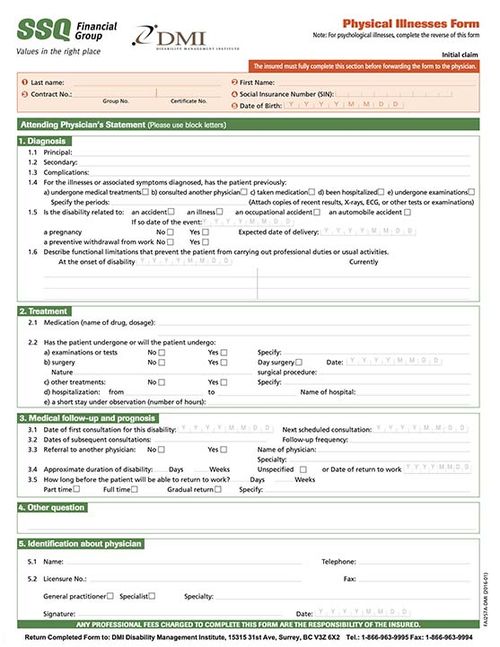 SSQ Financial Group
Values in the right place
DMI
DISABILITY MANAGEMENT INSTITUTE
Physical Illnesses Form
Note: For psychological illnesses, complete the reverse of this form
Initial claim
The insured must fully complete this section before forwarding the form to the physician.
1 Last name: 2 First Name:
3 Contract No.: Group No. Certificate No. 4 Social Insurance Number (SIN):
5 Date of Birth: Y Y Y Y M M D D
Attending Physician's Statement (Please use block letters)
1. Diagnosis
1.1 Principal:
1.2 Secondary:
1.3 Complications:
1.4 For the illnesses or associated symptoms diagnosed, has the patient previously:
a) undergone medical treatments b) consulted another physician c) taken medication d) been hospitalized e) undergone examinations
Specify the periods: (Attach copies of recent results, X-rays, ECG, or other tests or examinations)
1.5 Is the disability related to: an accident an illness an occupational accident an automobile accident
If so date of the event: Y Y Y Y M M D D
a pregnancy No Yes Expected date of delivery: Y Y Y Y M M D D
a preventive withdrawal from work No Yes
1.6 Describe functional limitations that prevent the patient from carrying out professional duties or usual activities.
At the onset of disability Y Y Y Y M M D D Currently
2. Treatment
2.1 Medication (name of drug, dosage):
2.2 Has the patient undergone or will the patient undergo:
a) examinations or tests No Yes Specify:
b) surgery No Yes Day surgery Date: Y Y Y Y M M D D
Nature surgical procedure:
c) other treatments: No Yes Specify:
d) hospitalization: from to Name of hospital:
e) a short stay under observation (number of hours):
3. Medical follow-up and prognosis
3.1 Date of first consultation for this disability: Y Y Y Y M M D D Next scheduled consultation: Y Y Y Y M M D D
3.2 Dates of subsequent consultations: Follow-up frequency:
3.3 Referral to another physician: No Yes Name of physician:
Specialty:
3.4 Approximate duration of disability: Days Weeks Unspecified or Date of return to work Y Y Y Y M M D D
3.5 How long before the patient will be able to return to work? Days Weeks
Part time Full time Gradual return Specify:
4. Other question
5. Identification about physician
5.1 Name: Telephone:
5.2 Licensure No.: Fax:
General practitioner Specialist Specialty:
Signature: Date: Y Y Y Y M M D D
ANY PROFESSIONAL FEES CHARGED TO COMPLETE THIS FORM ARE THE RESPONSIBILITY OF THE INSURED.
Return Completed Form to: DMI Disability Management Institute, 15315 31st Ave, Surrey, BC V3Z 6X2 Tel.: 1-866-963-9995 Fax: 1-866-963-9994